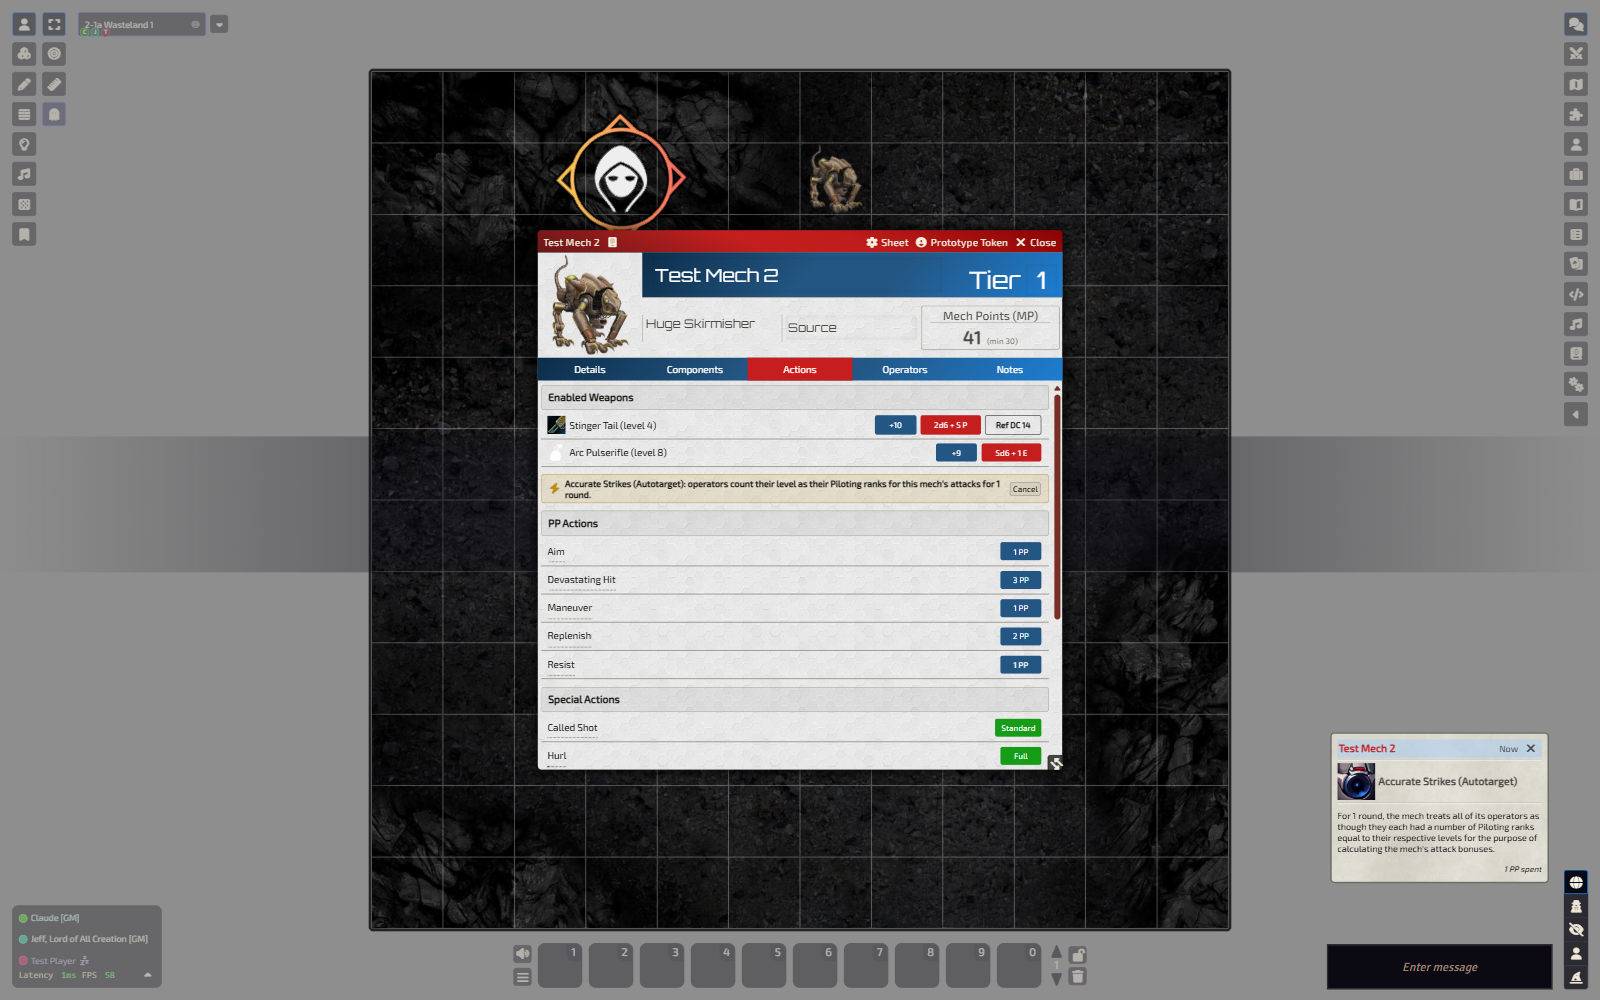 2-1a Wasteland 1
C J T
Test Mech 2
Sheet
Prototype Token
Close
Test Mech 2
Tier 1
Huge Skirmisher
Source
Mech Points (MP)
41 (min 30)
Details
Components
Actions
Operators
Notes
Enabled Weapons
Stinger Tail (level 4)
+10
2d6 + 5 P
Ref DC 14
Arc Pulserifle (level 8)
+9
5d6 + 1 E
Accurate Strikes (Autotarget): operators count their level as their Piloting ranks for this mech's attacks for 1
round.
Cancel
PP Actions
Aim
1 PP
Devastating Hit
3 PP
Maneuver
1 PP
Replenish
2 PP
Resist
1 PP
Special Actions
Called Shot
Standard
Hurl
Full
Test Mech 2
Now
Accurate Strikes (Autotarget)
For 1 round, the mech treats all of its operators as
though they each had a number of Piloting ranks
equal to their respective levels for the purpose of
calculating the mech's attack bonuses.
1 PP spent
Claude [GM]
Jeff, Lord of All Creation [GM]
Test Player
Latency 1ms FPS 58
1 2 3 4 5 6 7 8 9 0
1
Enter message